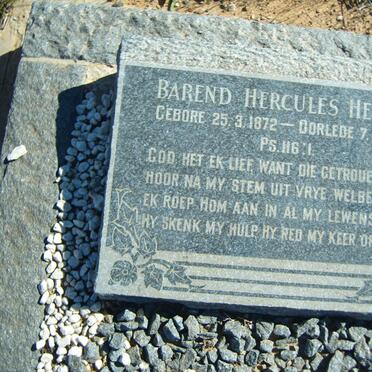 BAREND HERCULES HE
GEBORE 25.3.1872 — OORLEDE 7.
PS. 116:1.
GOD HET EK LIEF, WANT DIE GETROUE
HOOR NA MY STEM UIT VRYE WELBE
EK ROEP HOM AAN IN AL MY LEWENS
HY SKENK MY HULP HY RED MY KEER OP